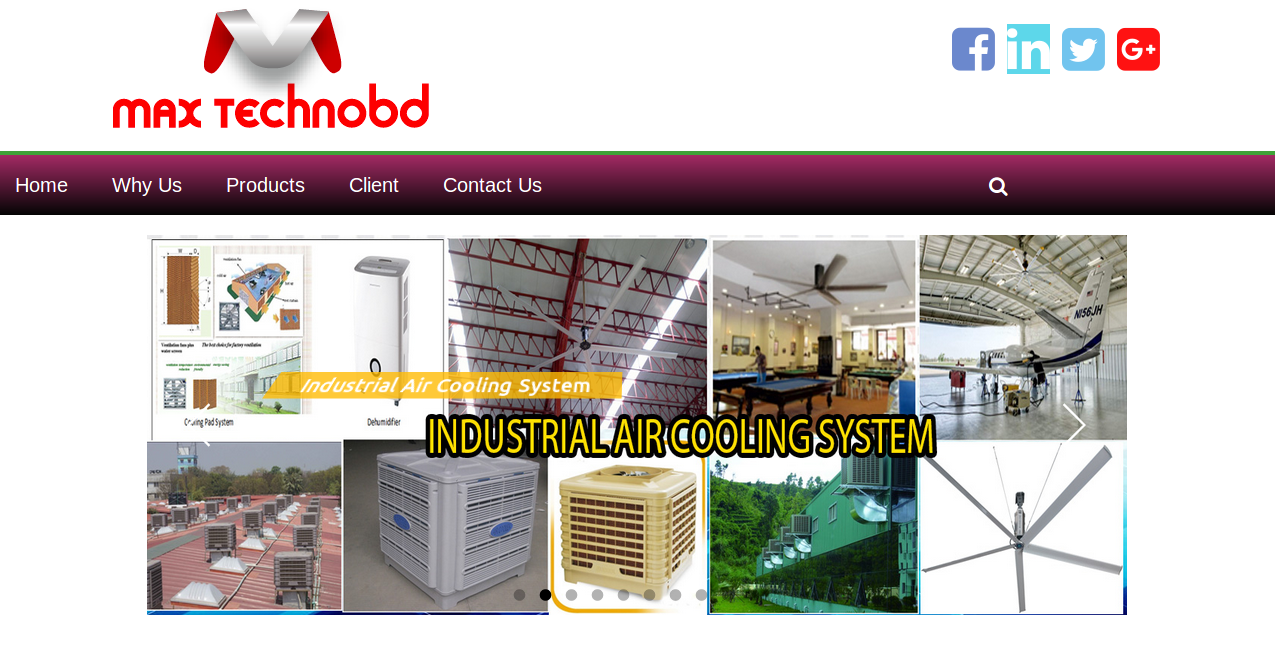 max Technobd
Home
Why Us
Products
Client
Contact Us
N156JH
Industrial Air Cooling System
Cooling Pad System
Dehumidifier
INDUSTRIAL AIR COOLING SYSTEM